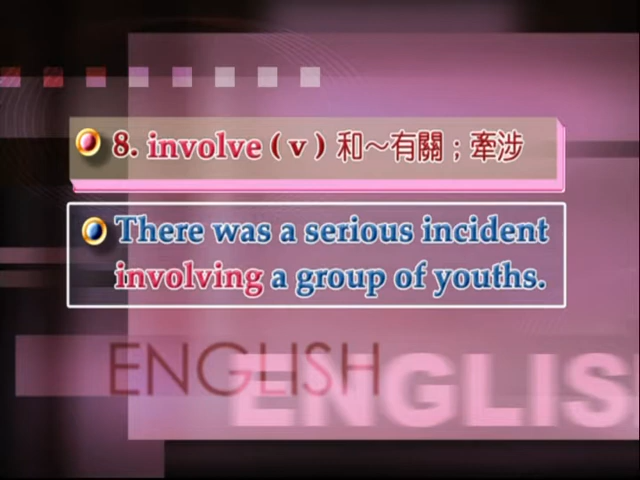 8. involve ( v ) 和～有關；牽涉
There was a serious incident
involving a group of youths.
ENGLISH
ENGLIS